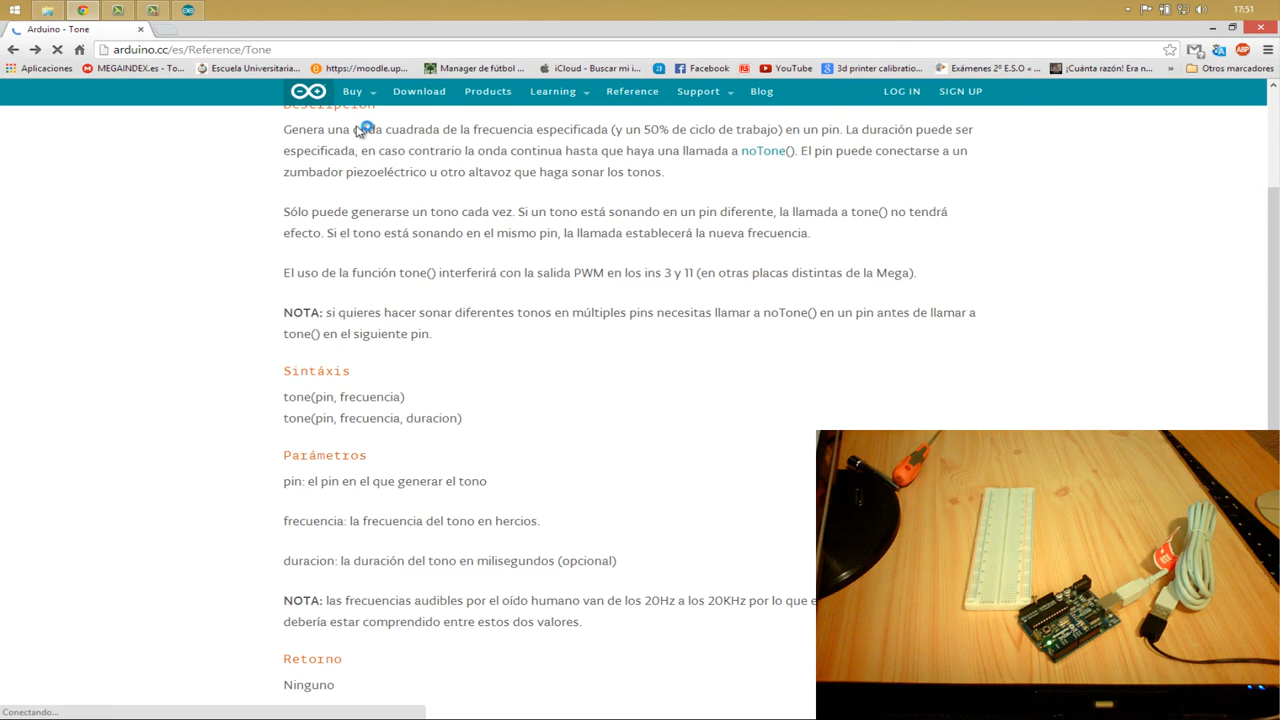 17:51
Arduino - Tone
arduino.cc/es/Reference/Tone
Aplicaciones MEGAINDEX.es - To... Escuela Universitaria... https://moodle.up... Manager de fútbol ... iCloud - Buscar mi i... Facebook YouTube 3d printer calibratio... Exámenes 2º E.S.O « ... ¡Cuánta razón! Era n... » Otros marcadores
Buy Download Products Learning Reference Support Blog LOG IN SIGN UP
Descripción
Genera una onda cuadrada de la frecuencia especificada (y un 50% de ciclo de trabajo) en un pin. La duración puede ser
especificada, en caso contrario la onda continua hasta que haya una llamada a noTone(). El pin puede conectarse a un
zumbador piezoeléctrico u otro altavoz que haga sonar los tonos.
Sólo puede generarse un tono cada vez. Si un tono está sonando en un pin diferente, la llamada a tone() no tendrá
efecto. Si el tono está sonando en el mismo pin, la llamada establecerá la nueva frecuencia.
El uso de la función tone() interferirá con la salida PWM en los ins 3 y 11 (en otras placas distintas de la Mega).
NOTA: si quieres hacer sonar diferentes tonos en múltiples pins necesitas llamar a noTone() en un pin antes de llamar a
tone() en el siguiente pin.
Sintáxis
tone(pin, frecuencia)
tone(pin, frecuencia, duracion)
Parámetros
pin: el pin en el que generar el tono
frecuencia: la frecuencia del tono en hercios.
duracion: la duración del tono en milisegundos (opcional)
NOTA: las frecuencias audibles por el oído humano van de los 20Hz a los 20KHz por lo que e
debería estar comprendido entre estos dos valores.
Retorno
Ninguno
Conectando...